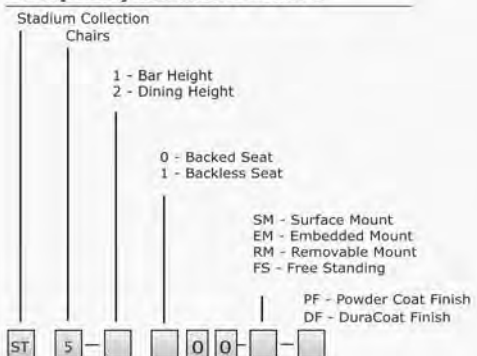 Stadium Collection
Chairs
1 - Bar Height
2 - Dining Height
0 - Backed Seat
1 - Backless Seat
SM - Surface Mount
EM - Embedded Mount
RM - Removable Mount
FS - Free Standing
PF - Powder Coat Finish
DF - DuraCoat Finish
ST 5 - 0 0 - -